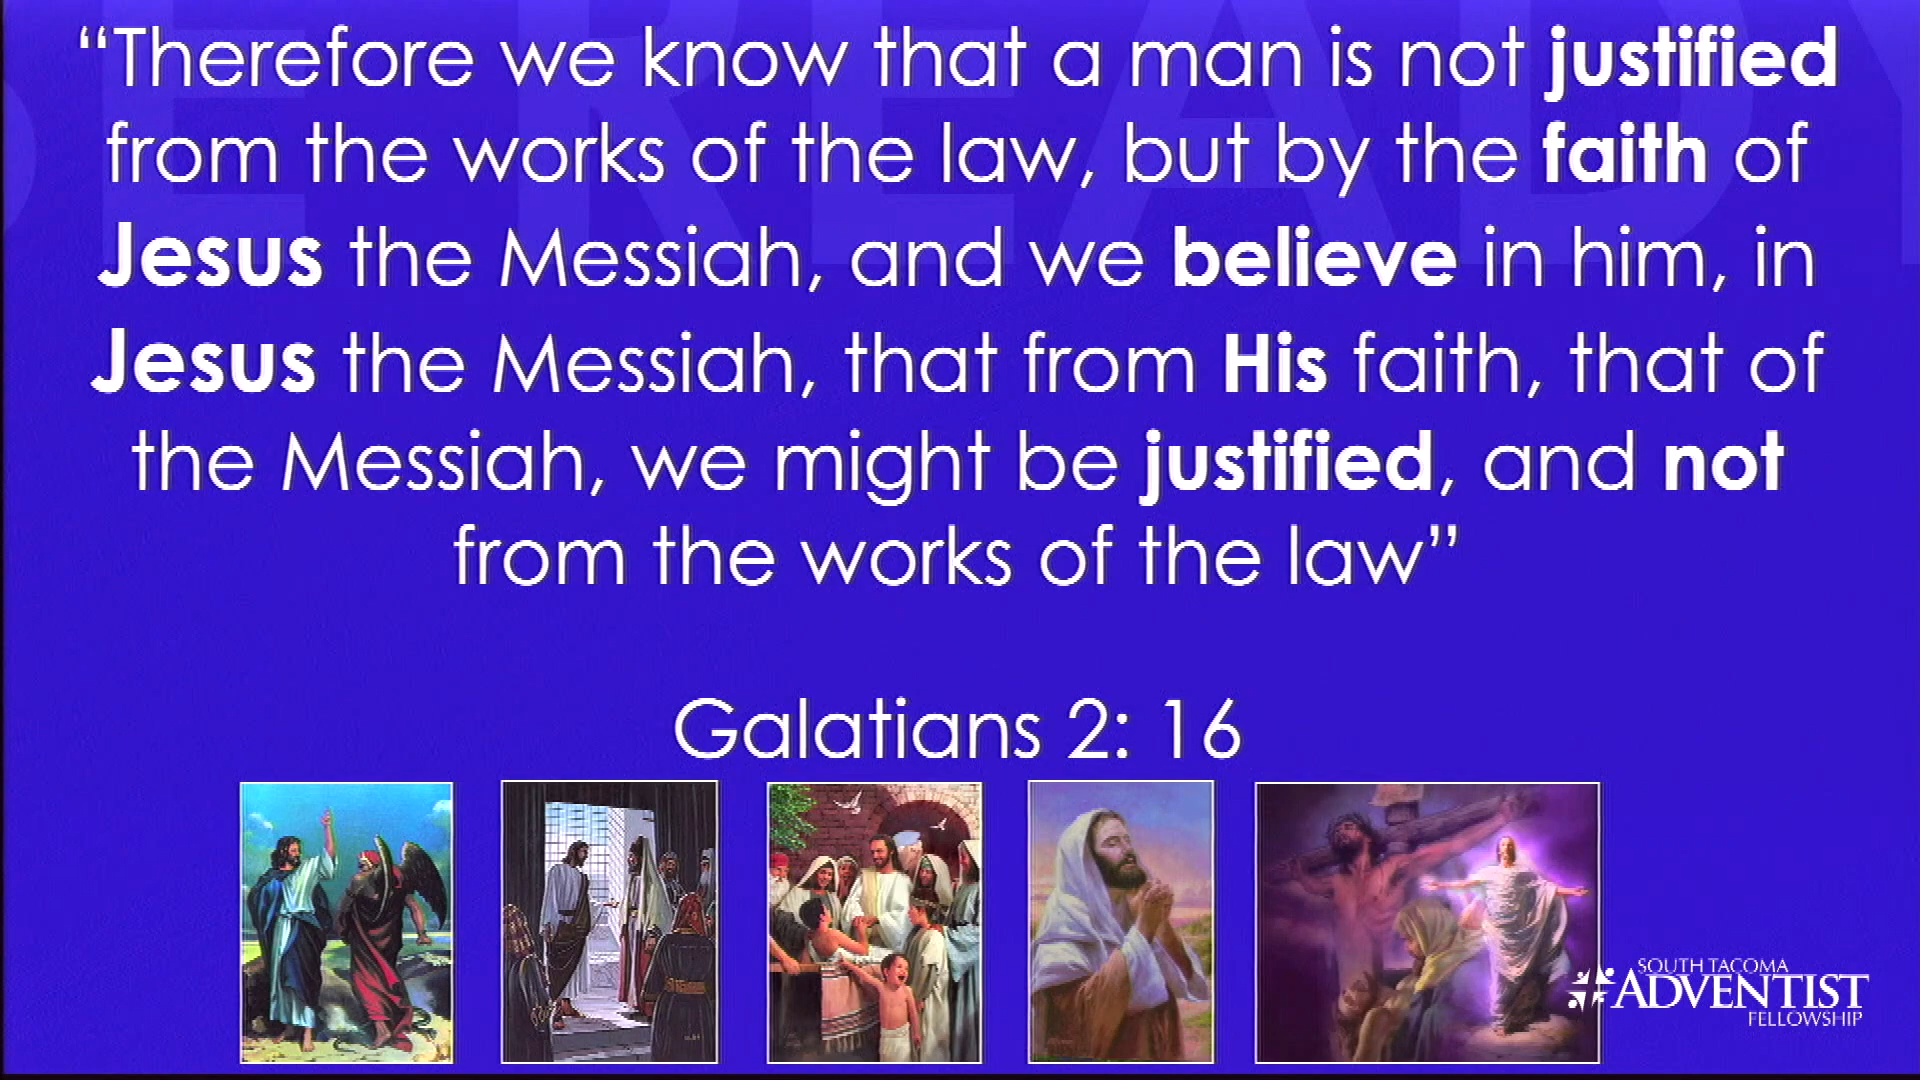 BE READY
“Therefore we know that a man is not justified
from the works of the law, but by the faith of
Jesus the Messiah, and we believe in him, in
Jesus the Messiah, that from His faith, that of
the Messiah, we might be justified, and not
from the works of the law”
Galatians 2: 16
SOUTH TACOMA
ADVENTIST
FELLOWSHIP